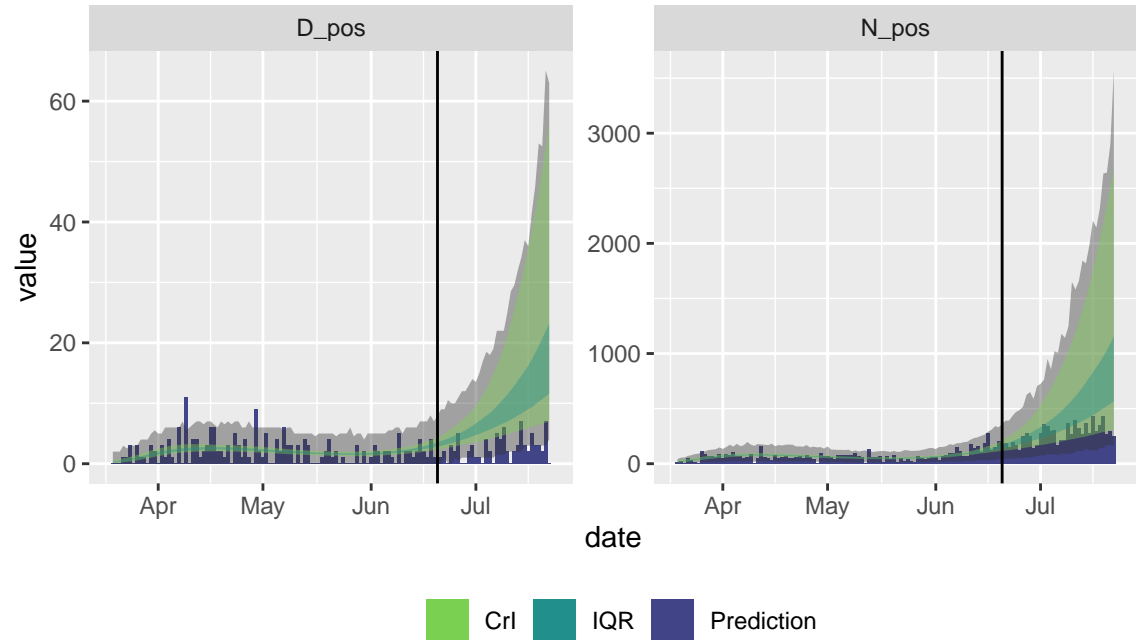 D_pos
N_pos
value
60
40
20
0
3000
2000
1000
0
Apr May Jun Jul
Apr May Jun Jul
date
CrI IQR Prediction